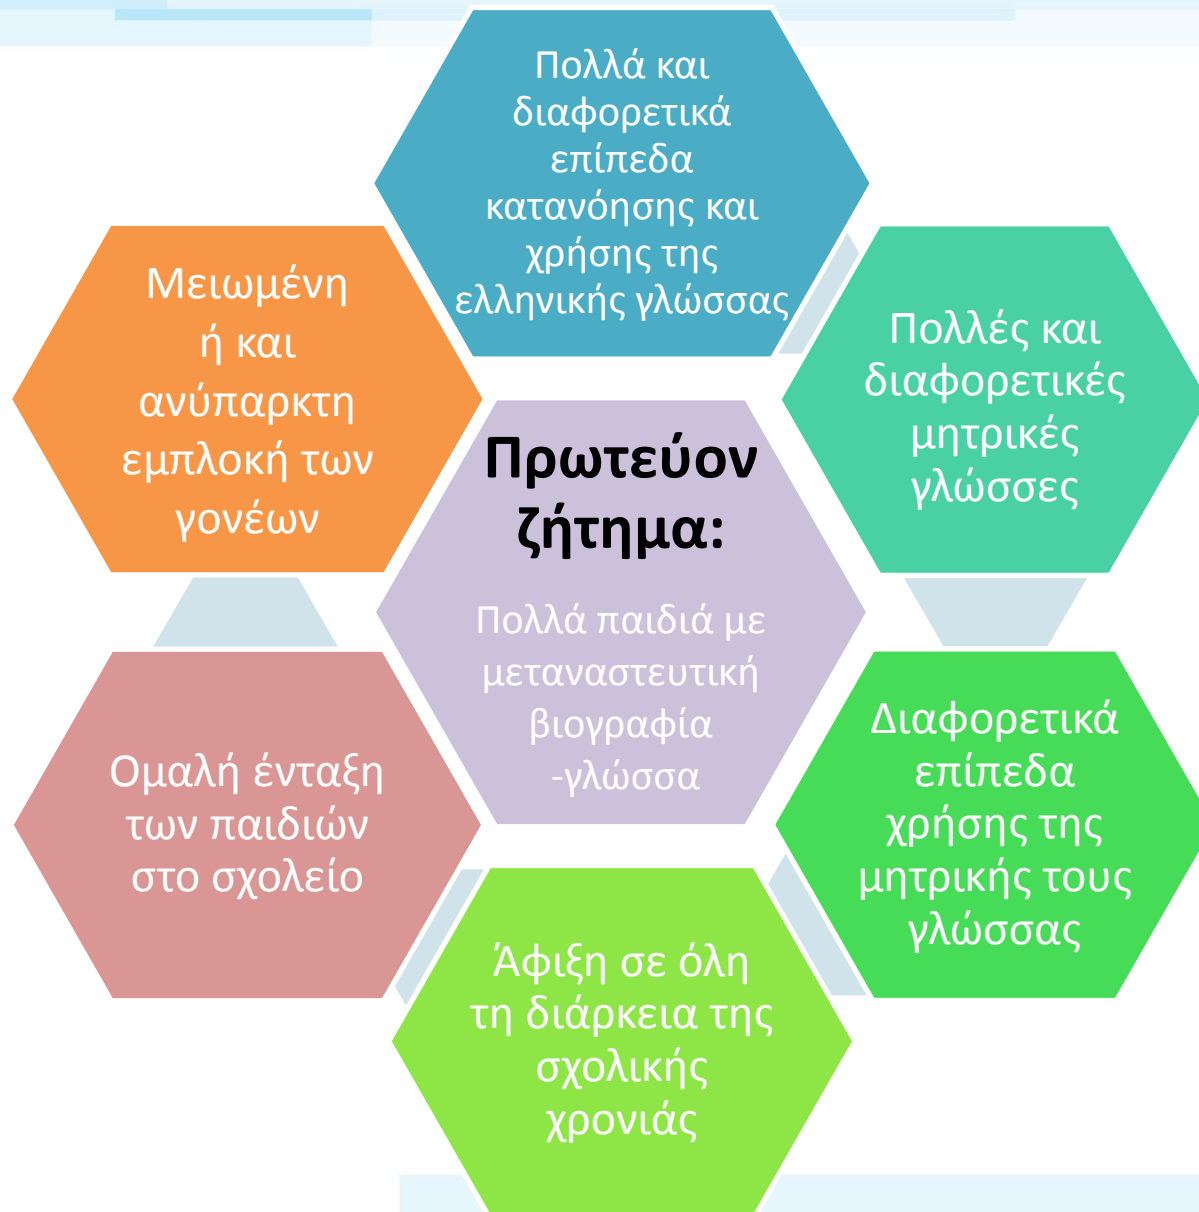 Πολλά και
διαφορετικά
επίπεδα
κατανόησης και
χρήσης της
ελληνικής γλώσσας
Πολλές και
διαφορετικές
μητρικές
γλώσσες
Διαφορετικά
επίπεδα
χρήσης της
μητρικής τους
γλώσσας
Άφιξη σε όλη
τη διάρκεια της
σχολικής
χρονιάς
Ομαλή ένταξη
των παιδιών
στο σχολείο
Μειωμένη
ή και
ανύπαρκτη
εμπλοκή των
γονέων
Πρωτεύον
ζήτημα:
Πολλά παιδιά με
μεταναστευτική
βιογραφία
-γλώσσα